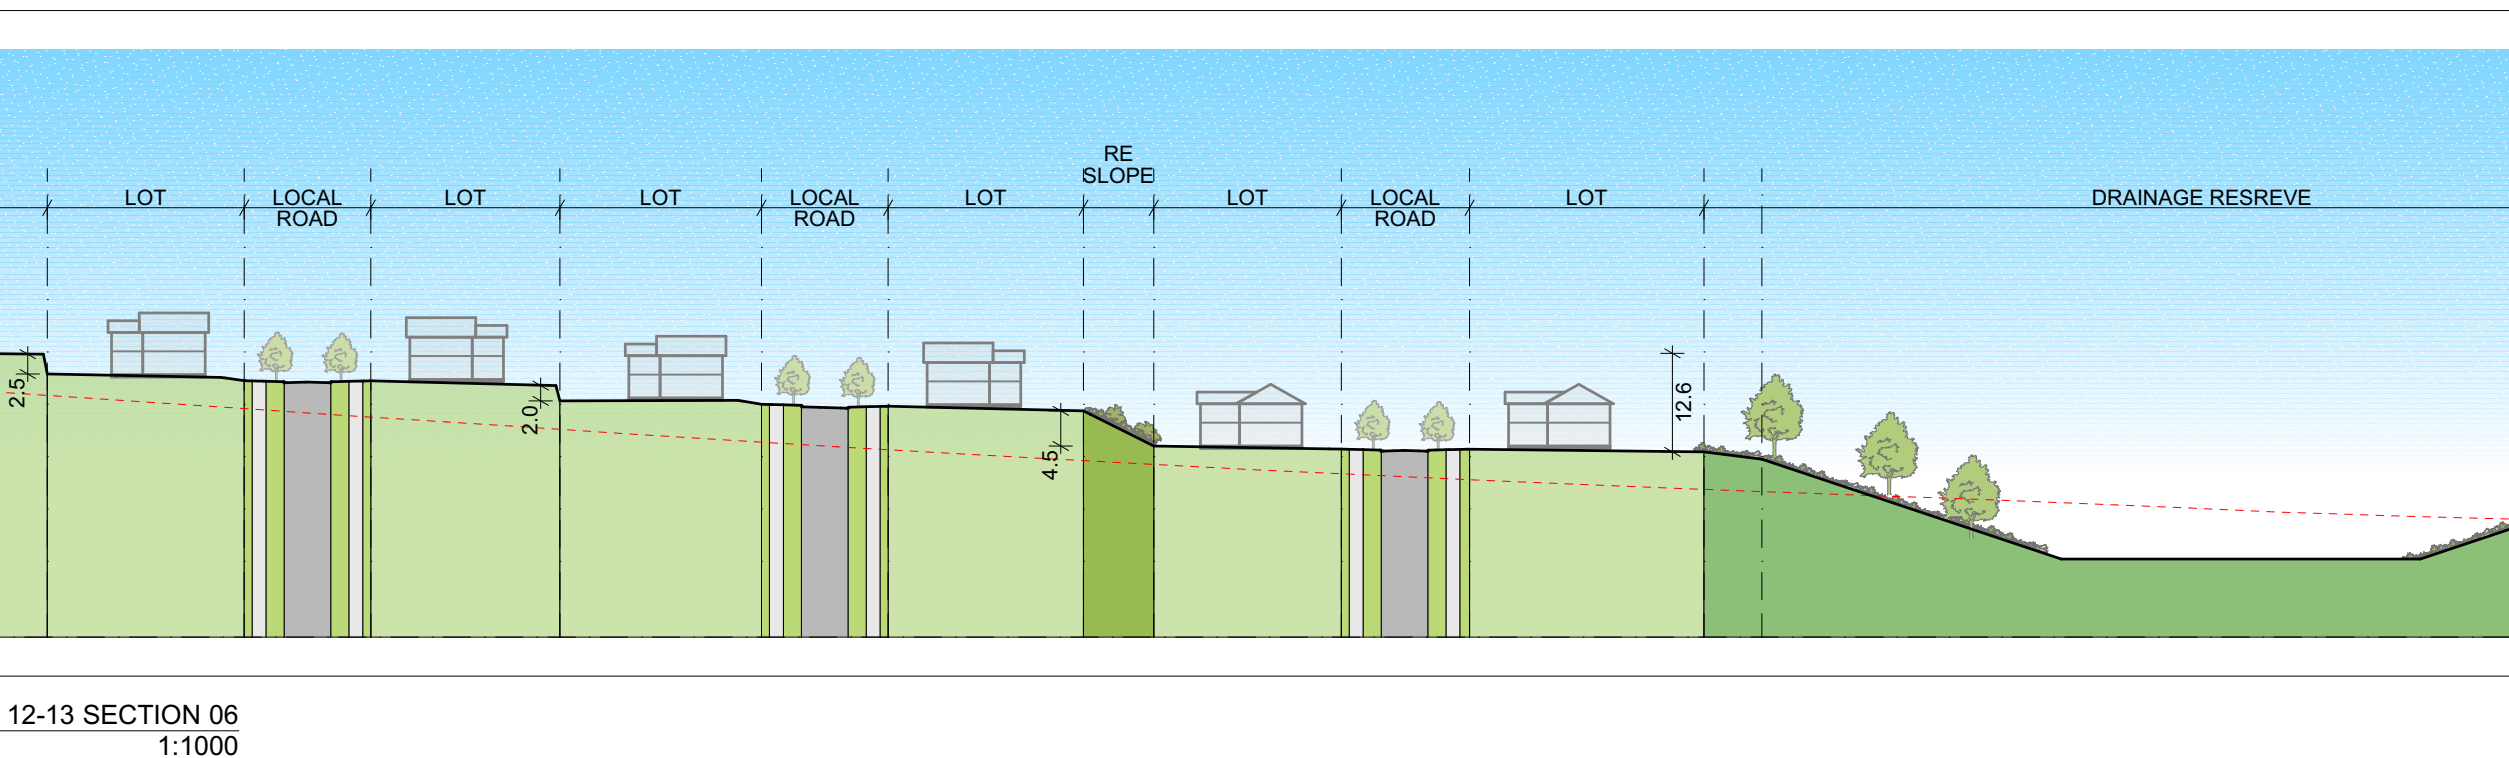 RE
SLOPE
LOT
LOCAL
ROAD
LOT
LOT
LOCAL
ROAD
LOT
LOT
LOCAL
ROAD
LOT
DRAINAGE RESREVE
2.5
2.0
4.5
12.6
12-13 SECTION 06
1:1000